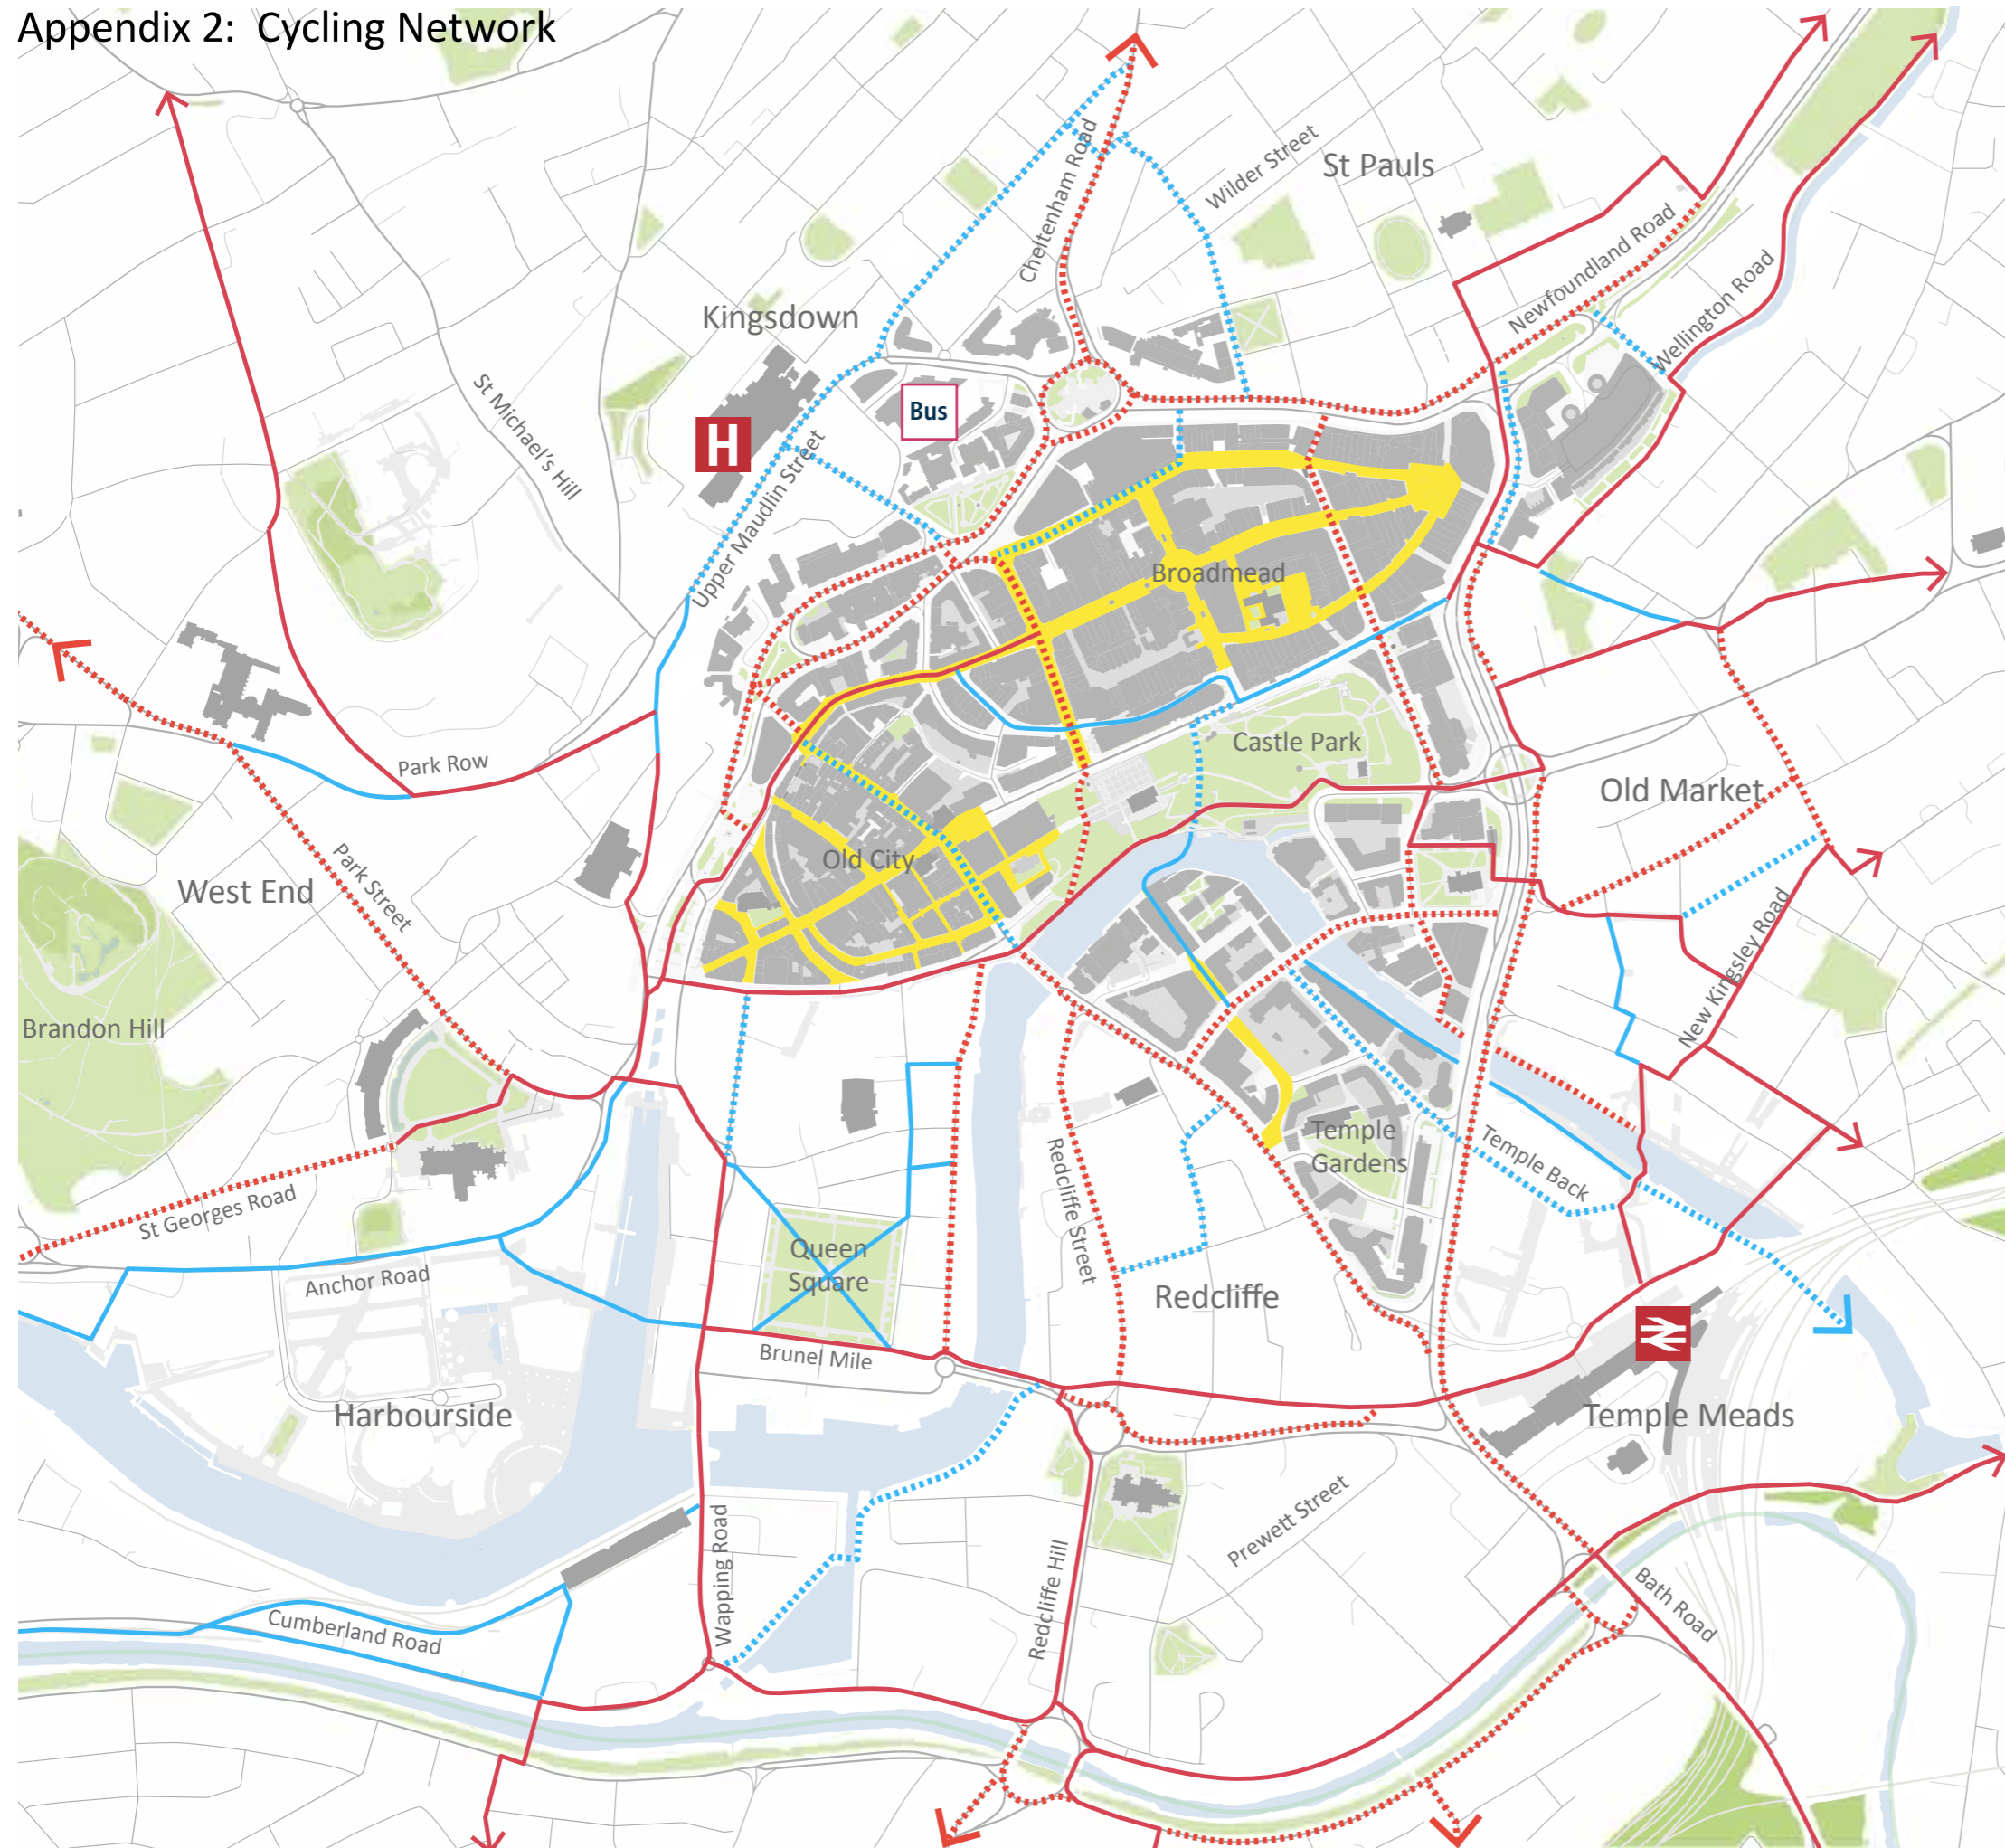 Appendix 2: Cycling Network
Cheltenham Road
Wilder Street
St Pauls
Newfoundland Road
Wellington Road
Kingsdown
St Michael's Hill
Bus
H
Upper Maudlin Street
Broadmead
Park Row
Castle Park
Old Market
Park Street
Old City
West End
New Kingsley Road
Brandon Hill
Temple
Gardens
Temple Back
Redcliffe Street
St Georges Road
Queen
Square
Anchor Road
Redcliffe
Brunel Mile
Harbourside
Temple Meads
Prewett Street
Wapping Road
Redcliffe Hill
Bath Road
Cumberland Road